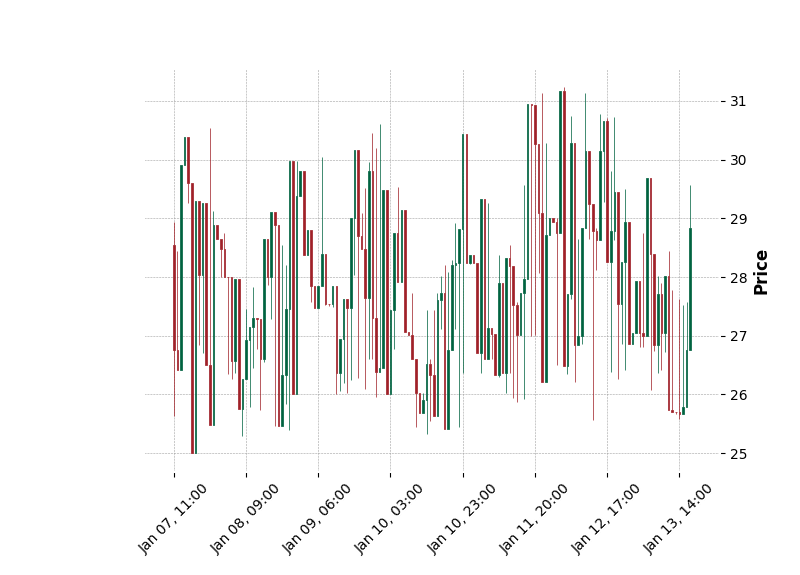 31
30
29
28
27
26
25
Price
Jan 07, 11:00
Jan 08, 09:00
Jan 09, 06:00
Jan 10, 03:00
Jan 10, 23:00
Jan 11, 20:00
Jan 12, 17:00
Jan 13, 14:00